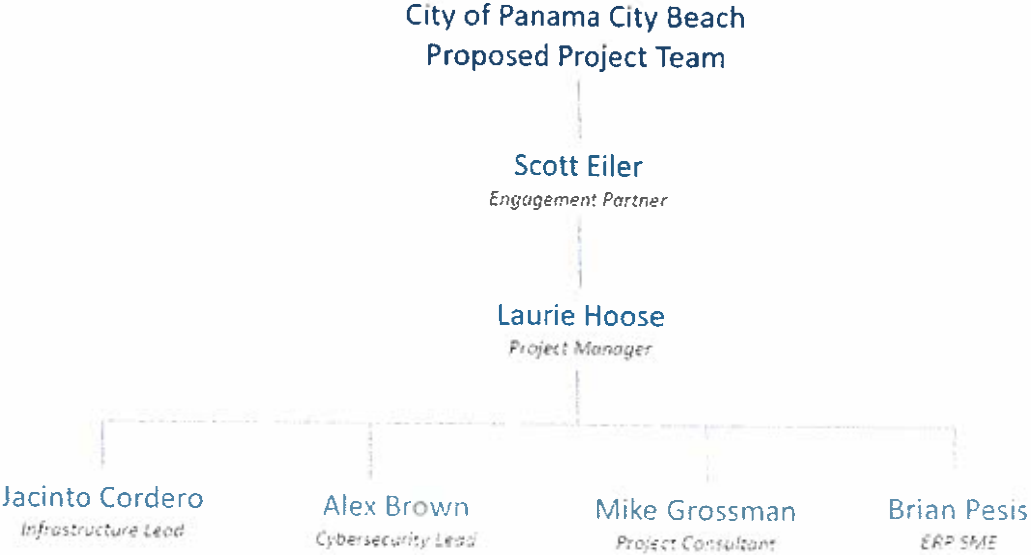 City of Panama City Beach
Proposed Project Team
Scott Eiler
Engagement Partner
Laurie Hoose
Project Manager
Jacinto Cordero
Infrastructure Lead
Alex Brown
Cybersecurity Lead
Mike Grossman
Project Consultant
Brian Pesis
ERP SME